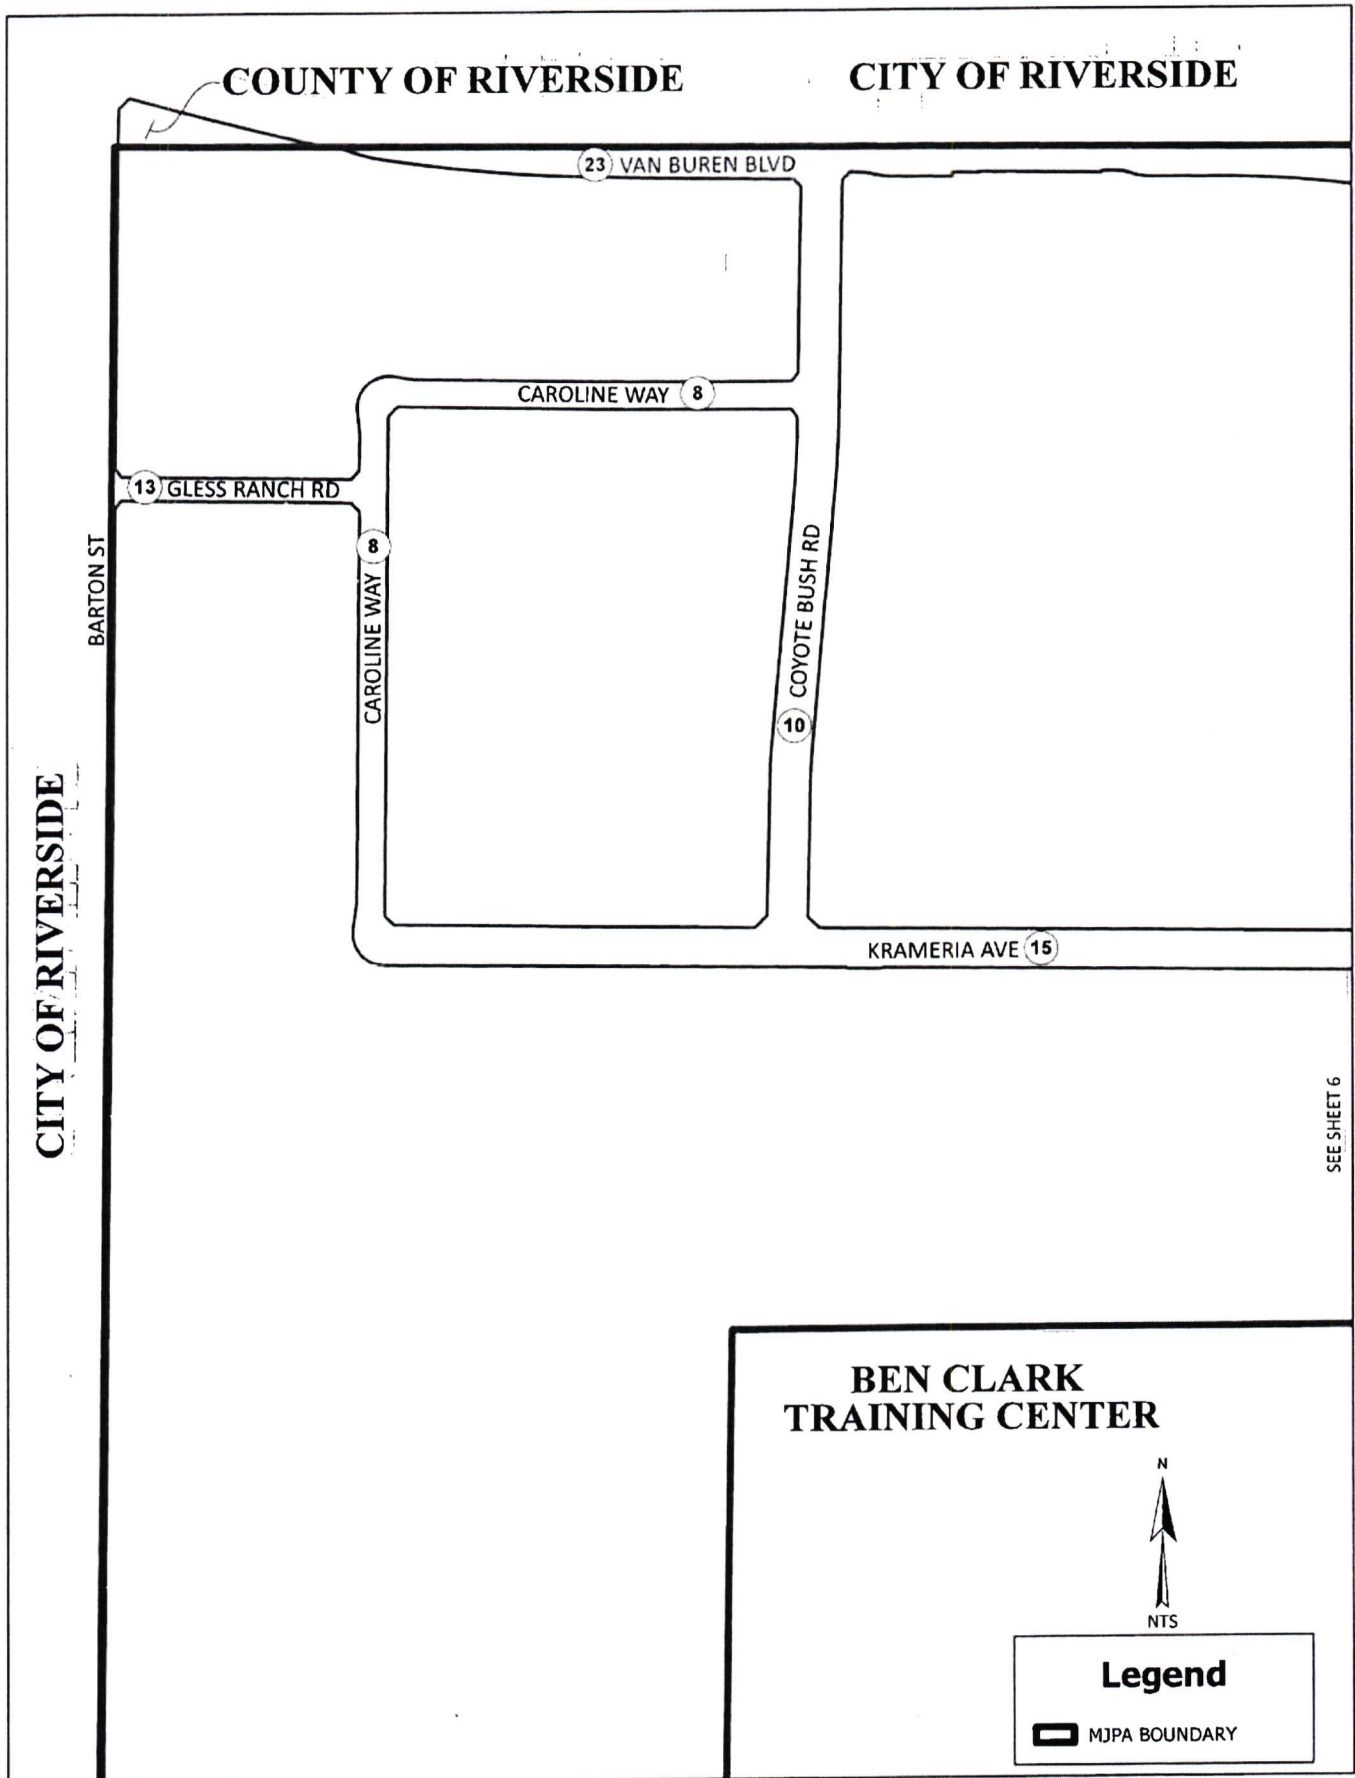 COUNTY OF RIVERSIDE
CITY OF RIVERSIDE
23 VAN BUREN BLVD
CAROLINE WAY 8
13 GLESS RANCH RD
8
CAROLINE WAY
BARTON ST
COYOTE BUSH RD
10
CITY OF RIVERSIDE
KRAMERIA AVE 15
SEE SHEET 6
BEN CLARK
TRAINING CENTER
N
NTS
Legend
MJPA BOUNDARY